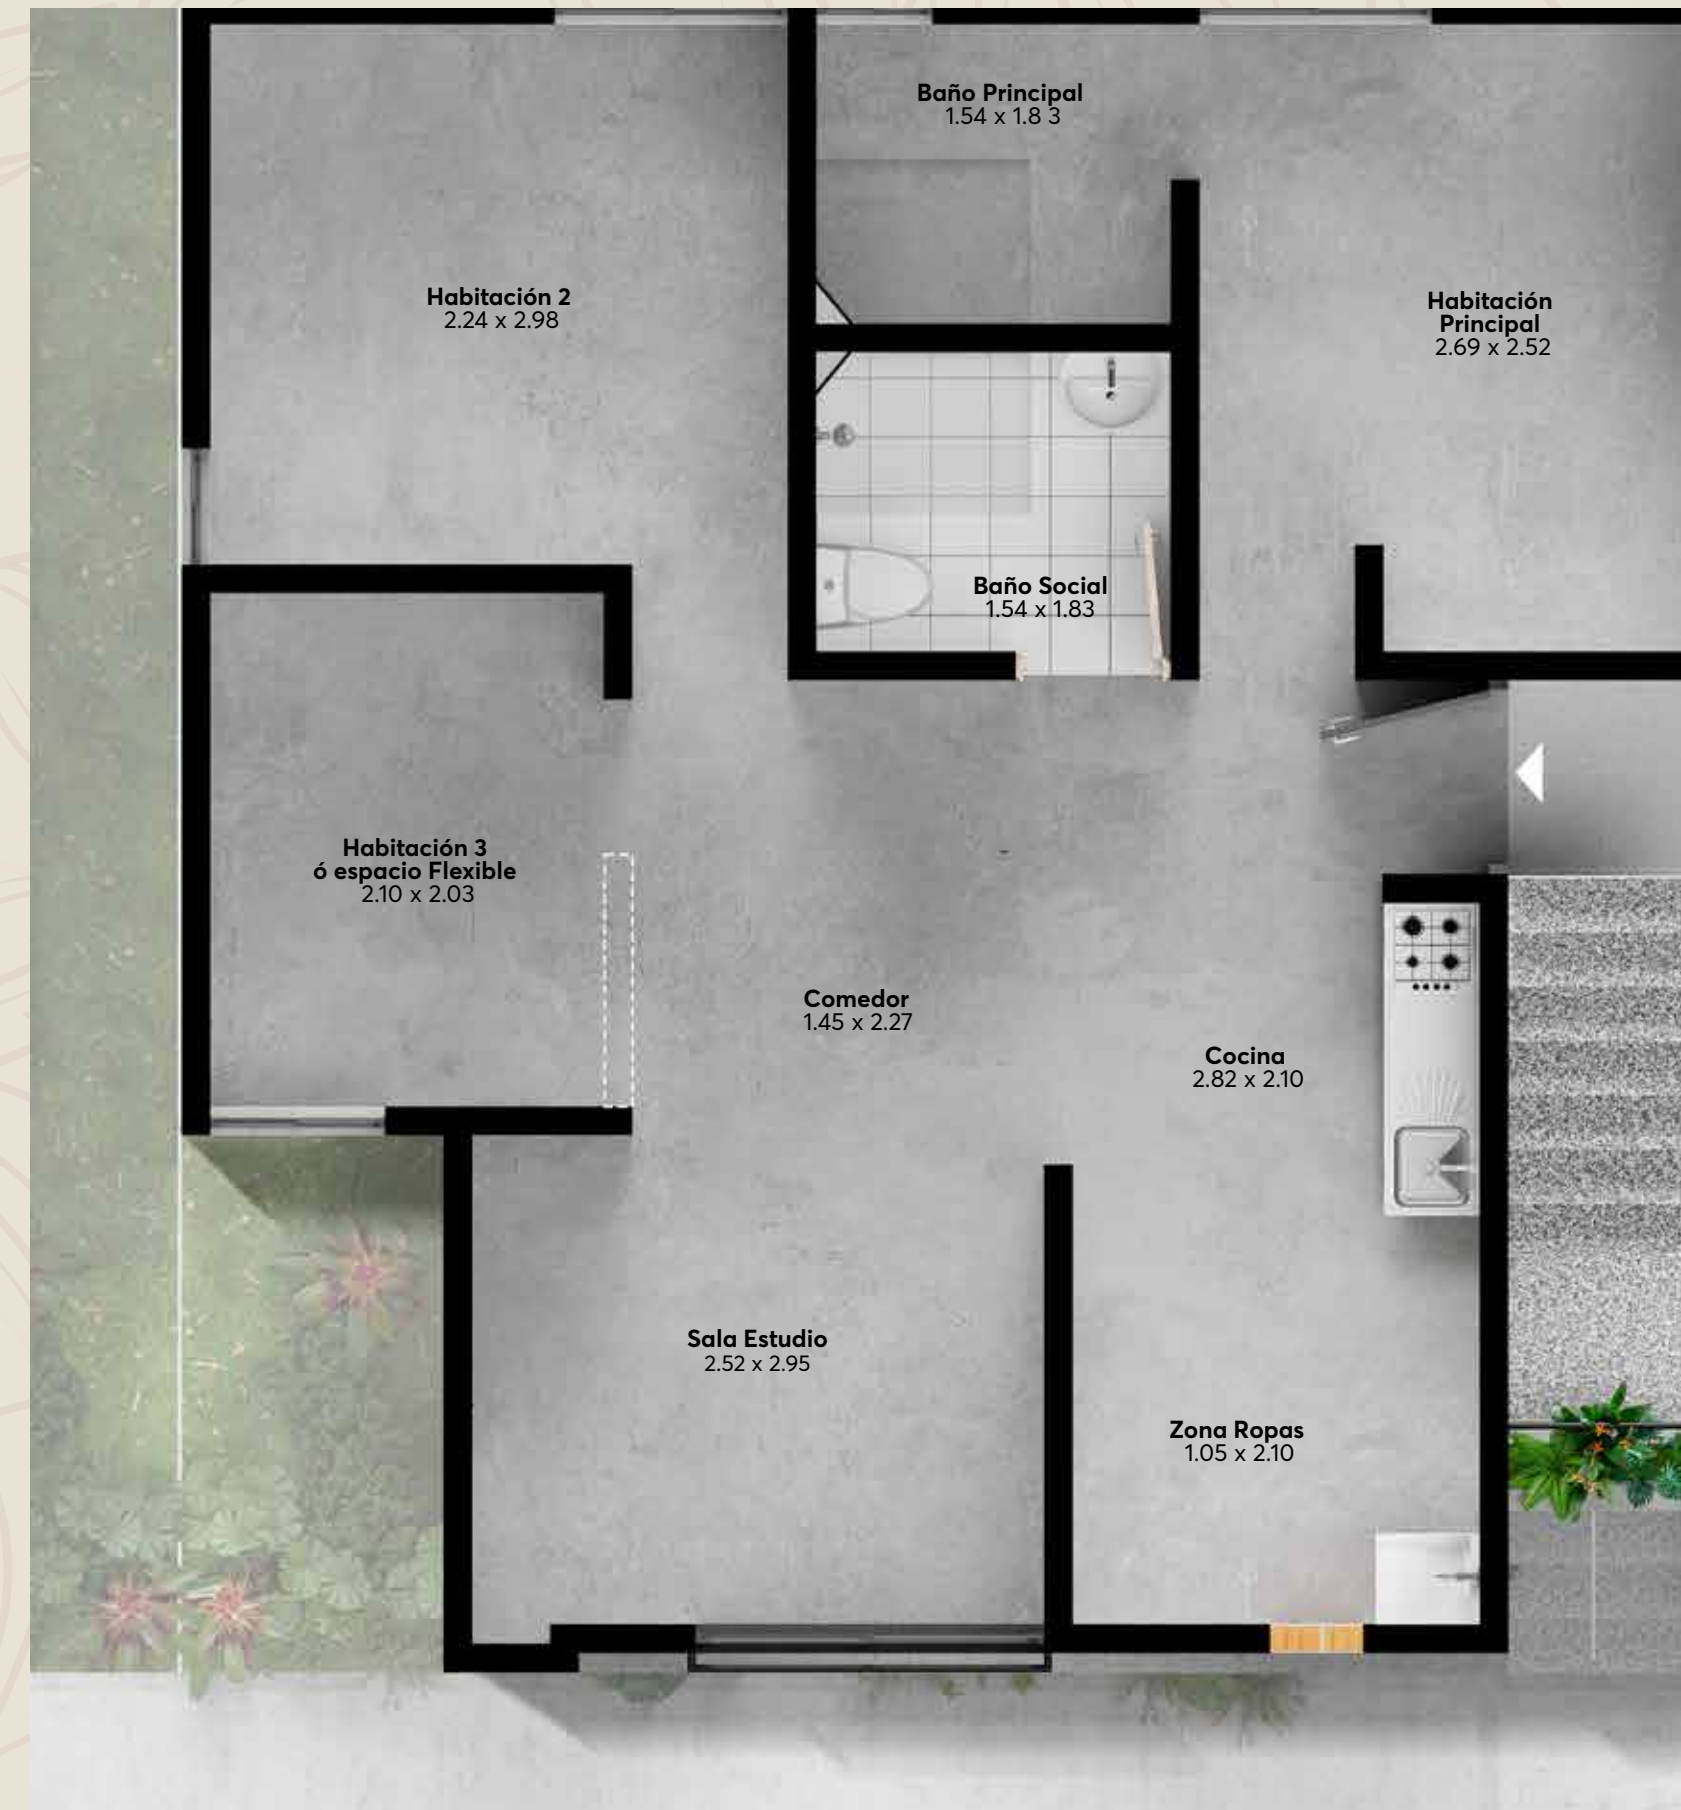 Baño Principal
1.54 x 1.8 3
Habitación 2
2.24 x 2.98
Habitación
Principal
2.69 x 2.52
Baño Social
1.54 x 1.83
Habitación 3
ó espacio Flexible
2.10 x 2.03
Comedor
1.45 x 2.27
Cocina
2.82 x 2.10
Sala Estudio
2.52 x 2.95
Zona Ropas
1.05 x 2.10